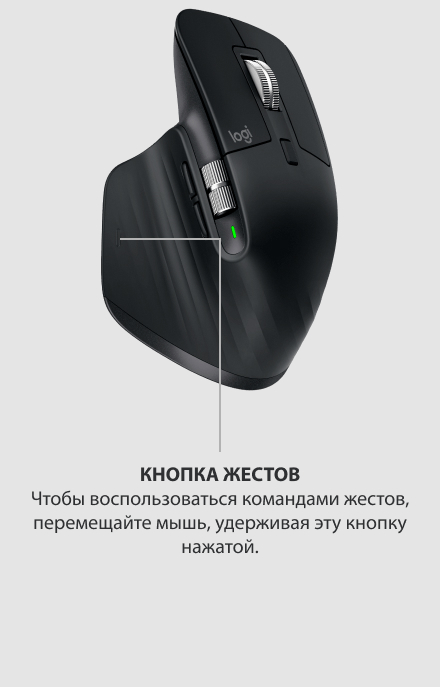 logi
КНОПКА ЖЕСТОВ
Чтобы воспользоваться командами жестов,
перемещайте мышь, удерживая эту кнопку
нажатой.